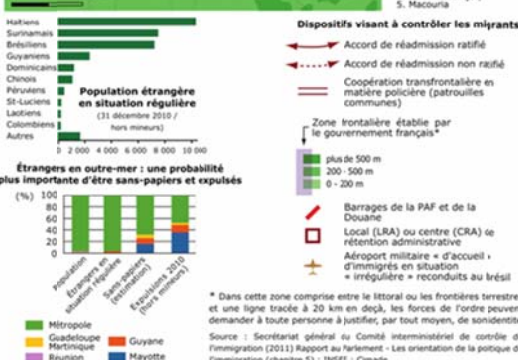 5. Macouria
Haïtiens
Surinamais
Brésiliens
Guyaniens
Dominicains
Chinois
Péruviens
St-Luciens
Laotiens
Colombiens
Autres
Population étrangère
en situation régulière
(31 décembre 2010 /
hors mineurs)
0 2 000 4 000 6 000 8 000 10 000
Étrangers en outre-mer : une probabilité
plus importante d'être sans-papiers et expulsés
(%) 100
80
60
40
20
0
Population
Étrangers en
situation régulière
Sans-papiers
(estimation)
Expulsions 2010
(hors mineurs)
Métropole
Guadeloupe
Martinique
Réunion
Guyane
Mayotte
Dispositifs visant à contrôler les migrants
Accord de réadmission ratifié
Accord de réadmission non ratifié
Coopération transfrontalière en
matière policière (patrouilles
communes)
Zone frontalière établie par
le gouvernement français*
plus de 500 m
200 - 500 m
0 - 200 m
Barrages de la PAF et de la
Douane
Local (LRA) ou centre (CRA) de
rétention administrative
Aéroport militaire « d'accueil »
d'immigrés en situation
« irrégulière » reconduits au brésil
* Dans cette zone comprise entre le littoral ou les frontières terrestre
et une ligne tracée à 20 km en deçà, les forces de l'ordre peuven
demander à toute personne à justifier, par tout moyen, de sonidentité
Source : Secrétariat général du Comité interministériel de contrôle d
l'immigration (2011) Rapport au Parlement - Les orientation de la politique d
l'immigration (chapitre 5) ; INSEE ; Cimade